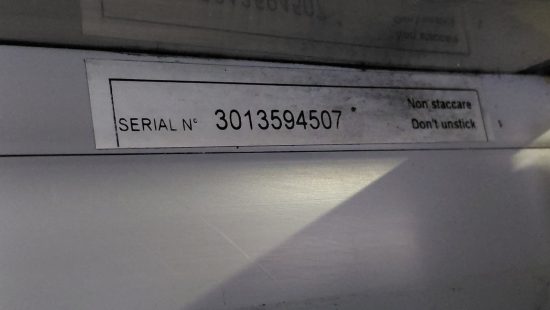 SERIAL N° 3013594507 *
Non staccare
Don't unstick